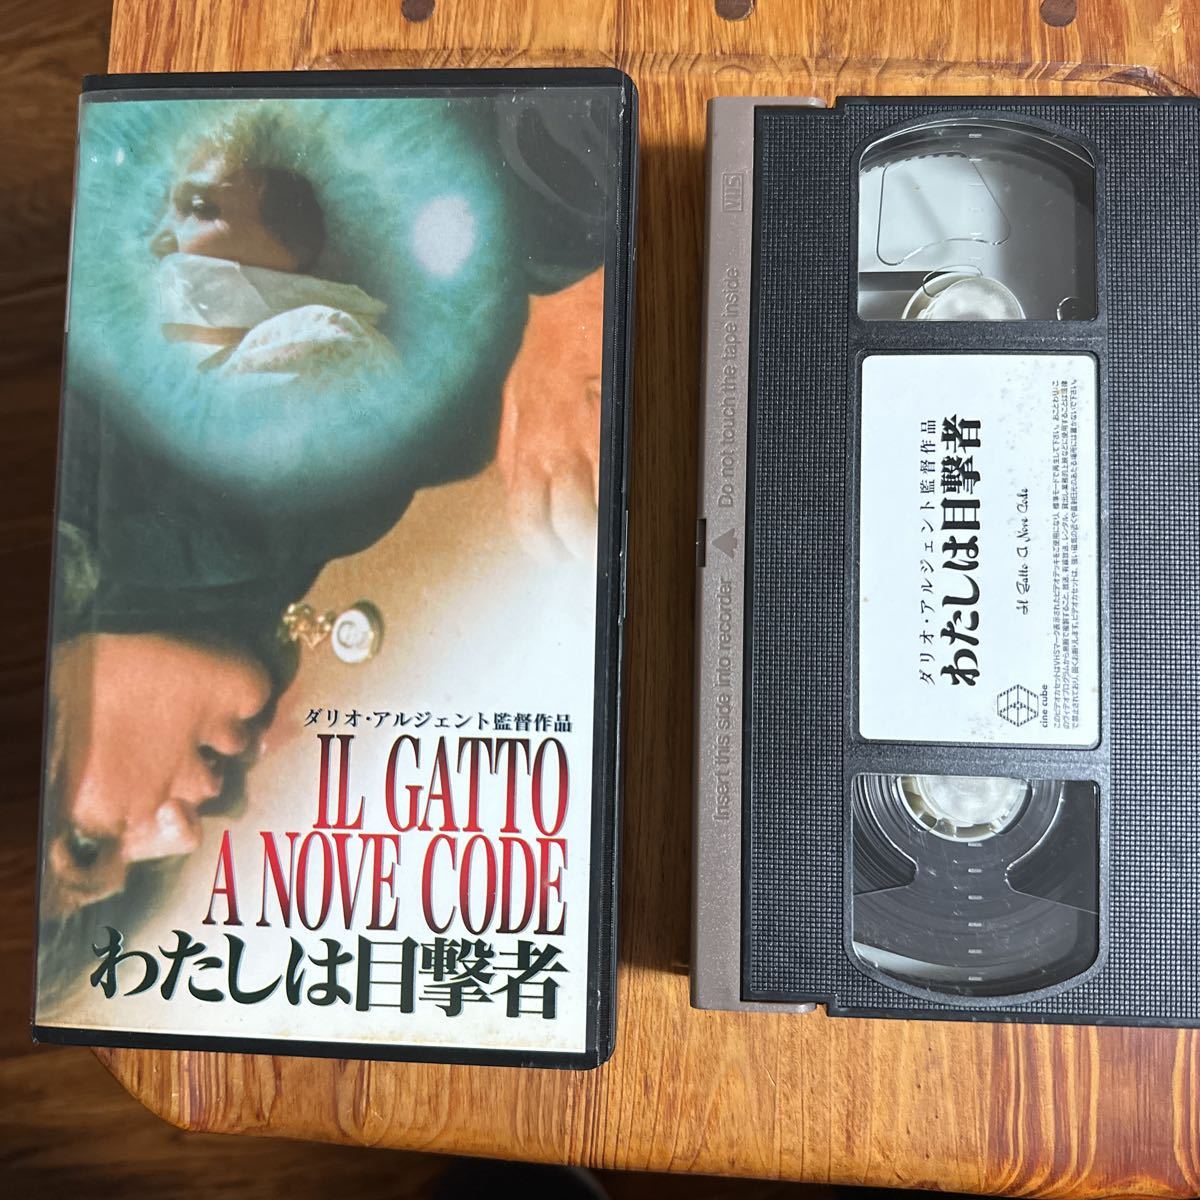 ダリオ・アルジェント監督作品
IL GATTO
A NOVE CODE
わたしは目撃者
VHS
Do not touch the tape inside
Insert this side into recorder
ダリオ・アルジェント監督作品
わたしは目撃者
Il Gatto A Nove Code
cine cube